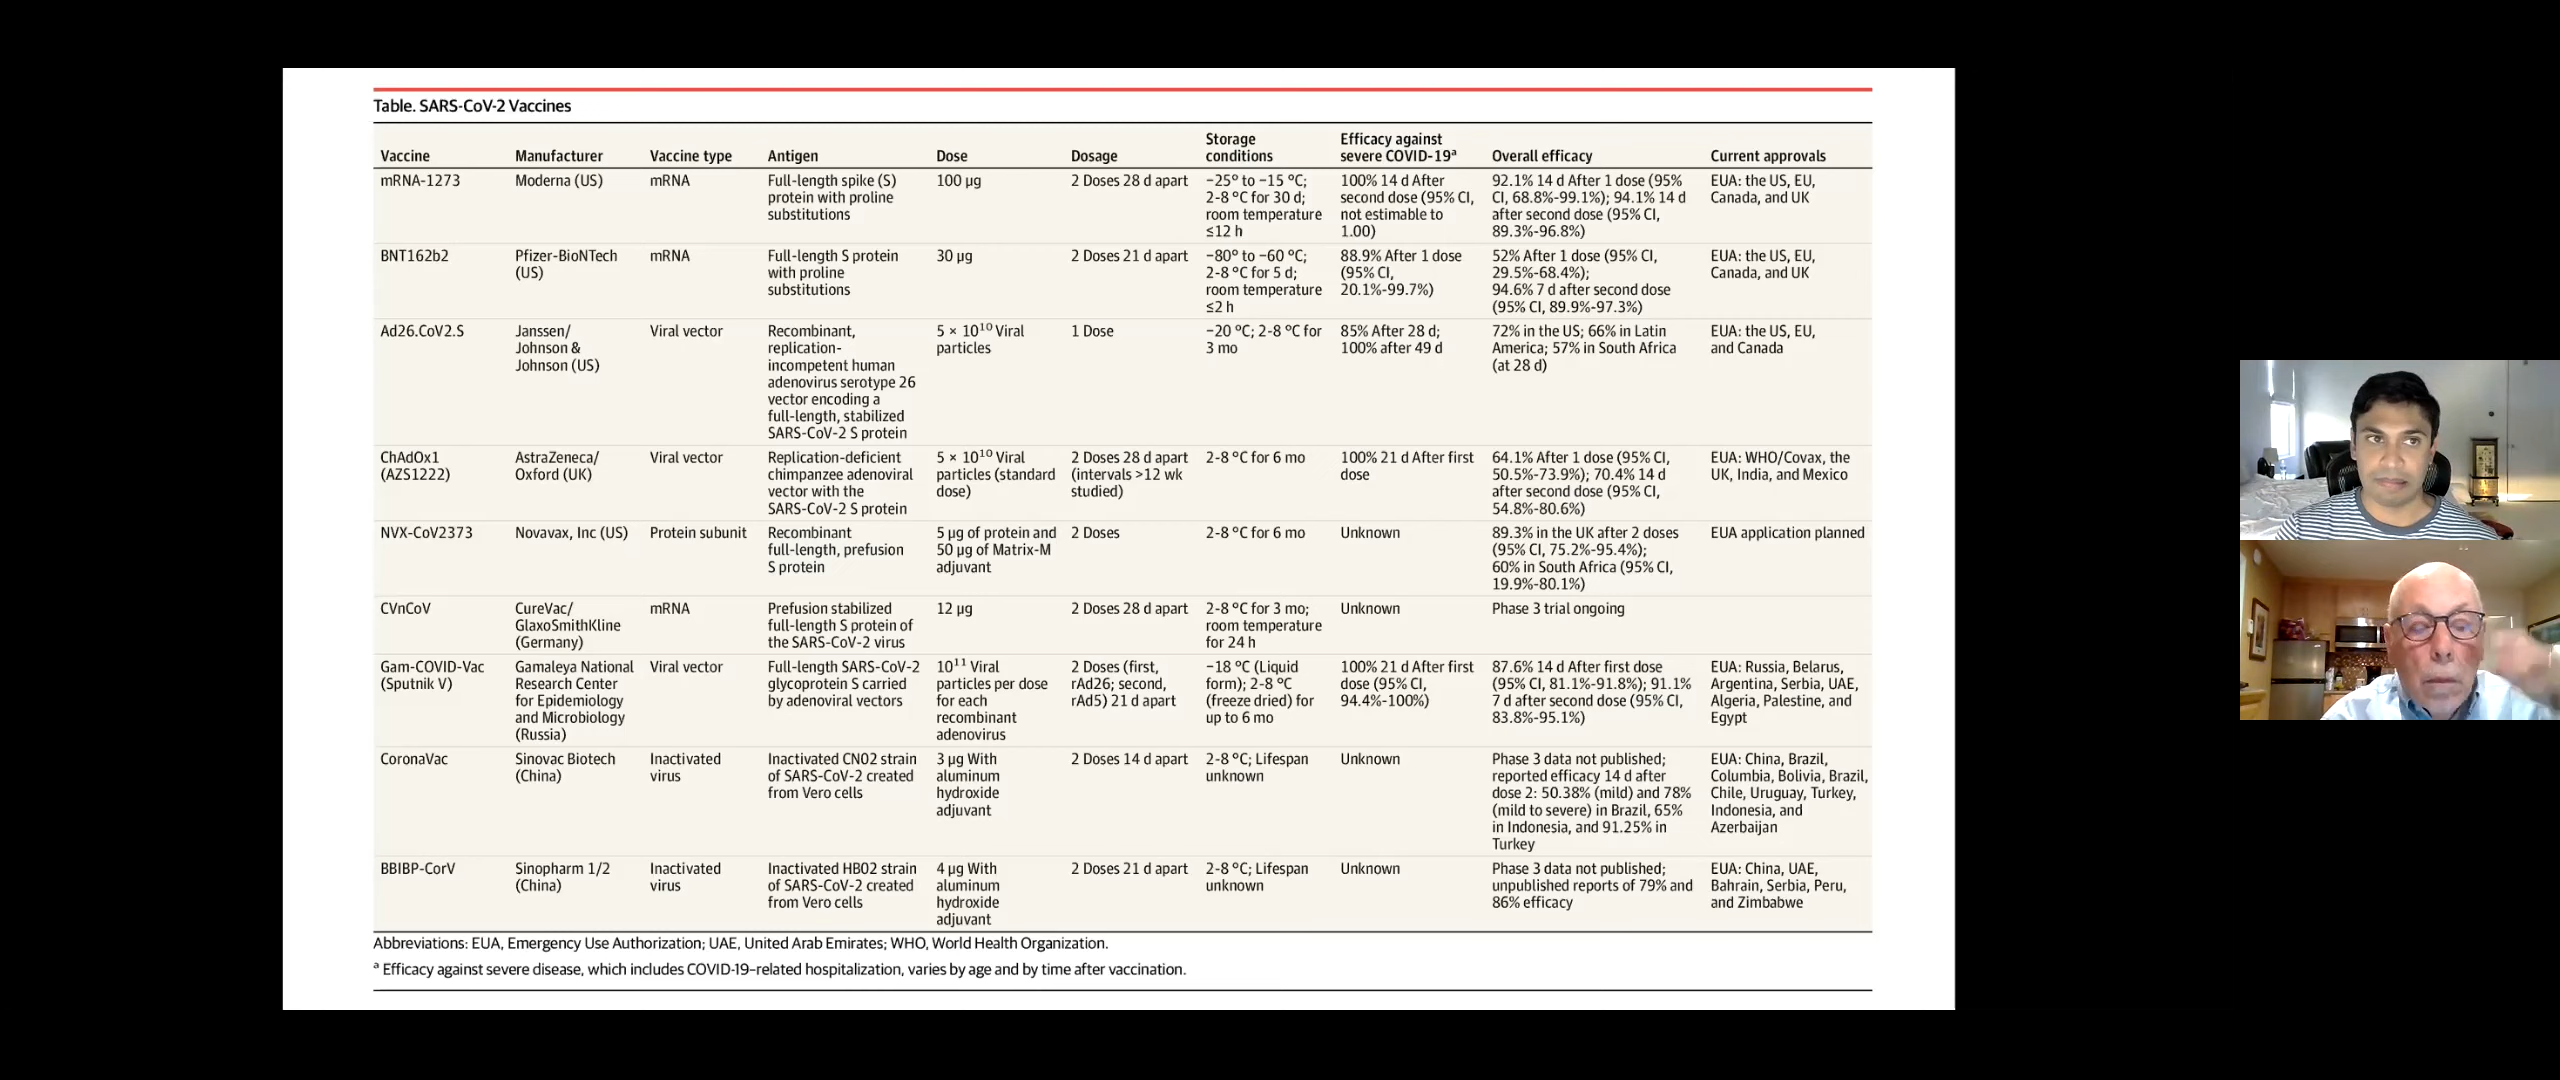 Table. SARS-CoV-2 Vaccines
Vaccine Manufacturer Vaccine type Antigen Dose Dosage Storage conditions Efficacy against severe COVID-19a Overall efficacy Current approvals
mRNA-1273
Moderna (US)
mRNA
Full-length spike (S)
protein with proline
substitutions
100 µg
2 Doses 28 d apart
−25° to −15 °C;
2-8 °C for 30 d;
room temperature
≤12 h
100% 14 d After
second dose (95% CI,
not estimable to
1.00)
92.1% 14 d After 1 dose (95%
CI, 68.8%-99.1%); 94.1% 14 d
after second dose (95% CI,
89.3%-96.8%)
EUA: the US, EU,
Canada, and UK
BNT162b2
Pfizer-BioNTech
(US)
mRNA
Full-length S protein
with proline
substitutions
30 µg
2 Doses 21 d apart
−80° to −60 °C;
2-8 °C for 5 d;
room temperature
≤2 h
88.9% After 1 dose
(95% CI,
20.1%-99.7%)
52% After 1 dose (95% CI,
29.5%-68.4%);
94.6% 7 d after second dose
(95% CI, 89.9%-97.3%)
EUA: the US, EU,
Canada, and UK
Ad26.CoV2.S
Janssen/
Johnson &
Johnson (US)
Viral vector
Recombinant,
replication-
incompetent human
adenovirus serotype 26
vector encoding a
full-length, stabilized
SARS-CoV-2 S protein
5 × 10¹⁰ Viral
particles
1 Dose
−20 °C; 2-8 °C for
3 mo
85% After 28 d;
100% after 49 d
72% in the US; 66% in Latin
America; 57% in South Africa
(at 28 d)
EUA: the US, EU,
and Canada
ChAdOx1
(AZS1222)
AstraZeneca/
Oxford (UK)
Viral vector
Replication-deficient
chimpanzee adenoviral
vector with the
SARS-CoV-2 S protein
5 × 10¹⁰ Viral
particles (standard
dose)
2 Doses 28 d apart
(intervals >12 wk
studied)
2-8 °C for 6 mo
100% 21 d After first
dose
64.1% After 1 dose (95% CI,
50.5%-73.9%); 70.4% 14 d
after second dose (95% CI,
54.8%-80.6%)
EUA: WHO/Covax, the
UK, India, and Mexico
NVX-CoV2373
Novavax, Inc (US)
Protein subunit
Recombinant
full-length, prefusion
S protein
5 µg of protein and
50 µg of Matrix-M
adjuvant
2 Doses
2-8 °C for 6 mo
Unknown
89.3% in the UK after 2 doses
(95% CI, 75.2%-95.4%);
60% in South Africa (95% CI,
19.9%-80.1%)
EUA application planned
CVnCoV
CureVac/
GlaxoSmithKline
(Germany)
mRNA
Prefusion stabilized
full-length S protein of
the SARS-CoV-2 virus
12 µg
2 Doses 28 d apart
2-8 °C for 3 mo;
room temperature
for 24 h
Unknown
Phase 3 trial ongoing
Gam-COVID-Vac
(Sputnik V)
Gamaleya National
Research Center
for Epidemiology
and Microbiology
(Russia)
Viral vector
Full-length SARS-CoV-2
glycoprotein S carried
by adenoviral vectors
10¹¹ Viral
particles per dose
for each
recombinant
adenovirus
2 Doses (first,
rAd26; second,
rAd5) 21 d apart
−18 °C (Liquid
form); 2-8 °C
(freeze dried) for
up to 6 mo
100% 21 d After first
dose (95% CI,
94.4%-100%)
87.6% 14 d After first dose
(95% CI, 81.1%-91.8%); 91.1%
7 d after second dose (95% CI,
83.8%-95.1%)
EUA: Russia, Belarus,
Argentina, Serbia, UAE,
Algeria, Palestine, and
Egypt
CoronaVac
Sinovac Biotech
(China)
Inactivated
virus
Inactivated CN02 strain
of SARS-CoV-2 created
from Vero cells
3 µg With
aluminum
hydroxide
adjuvant
2 Doses 14 d apart
2-8 °C; Lifespan
unknown
Unknown
Phase 3 data not published;
reported efficacy 14 d after
dose 2: 50.38% (mild) and 78%
(mild to severe) in Brazil, 65%
in Indonesia, and 91.25% in
Turkey
EUA: China, Brazil,
Columbia, Bolivia, Brazil,
Chile, Uruguay, Turkey,
Indonesia, and
Azerbaijan
BBIBP-CorV
Sinopharm 1/2
(China)
Inactivated
virus
Inactivated HB02 strain
of SARS-CoV-2 created
from Vero cells
4 µg With
aluminum
hydroxide
adjuvant
2 Doses 21 d apart
2-8 °C; Lifespan
unknown
Unknown
Phase 3 data not published;
unpublished reports of 79% and
86% efficacy
EUA: China, UAE,
Bahrain, Serbia, Peru,
and Zimbabwe
Abbreviations: EUA, Emergency Use Authorization; UAE, United Arab Emirates; WHO, World Health Organization.
a Efficacy against severe disease, which includes COVID-19–related hospitalization, varies by age and by time after vaccination.